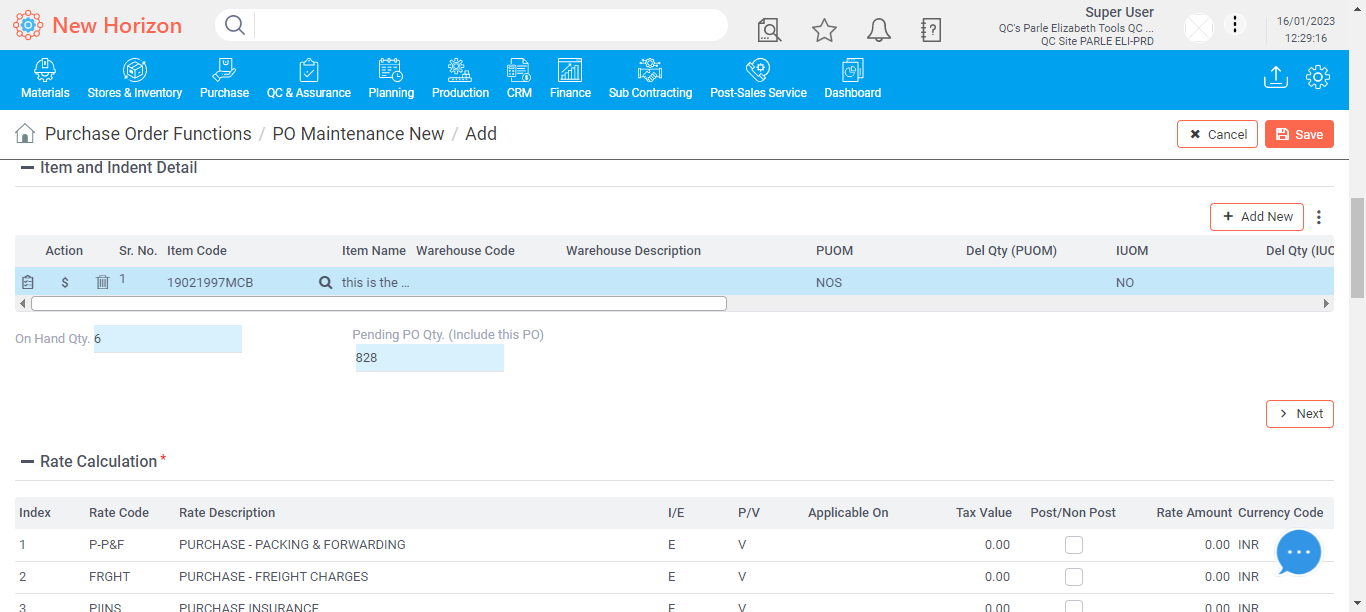 New Horizon
Super User
QC's Parle Elizabeth Tools QC ...
QC Site PARLE ELI-PRD
16/01/2023
12:29:16
Materials Stores & Inventory Purchase QC & Assurance Planning Production CRM Finance Sub Contracting Post-Sales Service Dashboard
Purchase Order Functions / PO Maintenance New / Add
Cancel Save
Item and Indent Detail
+ Add New
Action Sr. No. Item Code Item Name Warehouse Code Warehouse Description PUOM Del Qty (PUOM) IUOM Del Qty (IUO
$ 1 19021997MCB this is the ... NOS NO
On Hand Qty. 6
Pending PO Qty. (Include this PO)
828
> Next
Rate Calculation *
Index Rate Code Rate Description I/E P/V Applicable On Tax Value Post/Non Post Rate Amount Currency Code
1 P-P&F PURCHASE - PACKING & FORWARDING E V 0.00 0.00 INR
2 FRGHT PURCHASE - FREIGHT CHARGES E V 0.00 0.00 INR
3 PIINS PURCHASE INSURANCE E V 0.00 0.00 INR